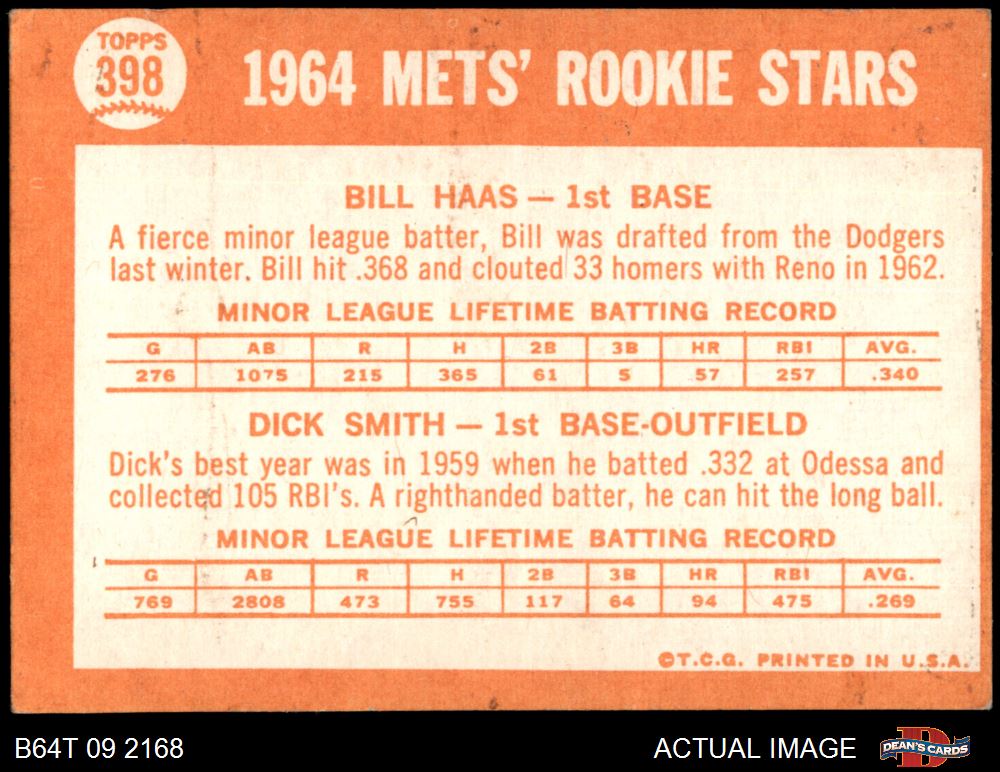 TOPPS
398
1964 METS' ROOKIE STARS
BILL HAAS — 1st BASE
A fierce minor league batter, Bill was drafted from the Dodgers
last winter. Bill hit .368 and clouted 33 homers with Reno in 1962.
MINOR LEAGUE LIFETIME BATTING RECORD
G AB R H 2B 3B HR RBI AVG.
276 1075 215 365 61 5 57 257 .340
DICK SMITH — 1st BASE-OUTFIELD
Dick's best year was in 1959 when he batted .332 at Odessa and
collected 105 RBI's. A righthanded batter, he can hit the long ball.
MINOR LEAGUE LIFETIME BATTING RECORD
G AB R H 2B 3B HR RBI AVG.
769 2808 473 755 117 64 94 475 .269
©T.C.G. PRINTED IN U.S.A.
B64T 09 2168 ACTUAL IMAGE D DEAN'S CARDS